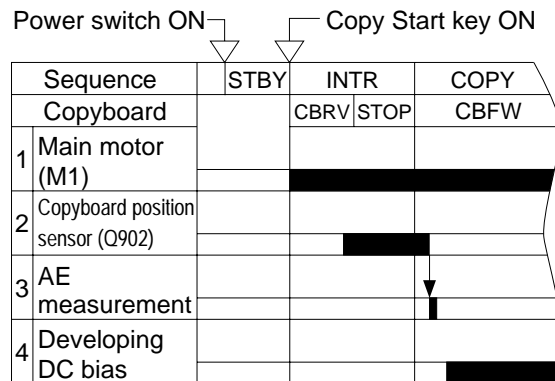 Power switch ON
Copy Start key ON
Sequence STBY INTR COPY
Copyboard CBRV STOP CBFW
1 Main motor
(M1)
2 Copyboard position
sensor (Q902)
3 AE
measurement
4 Developing
DC bias